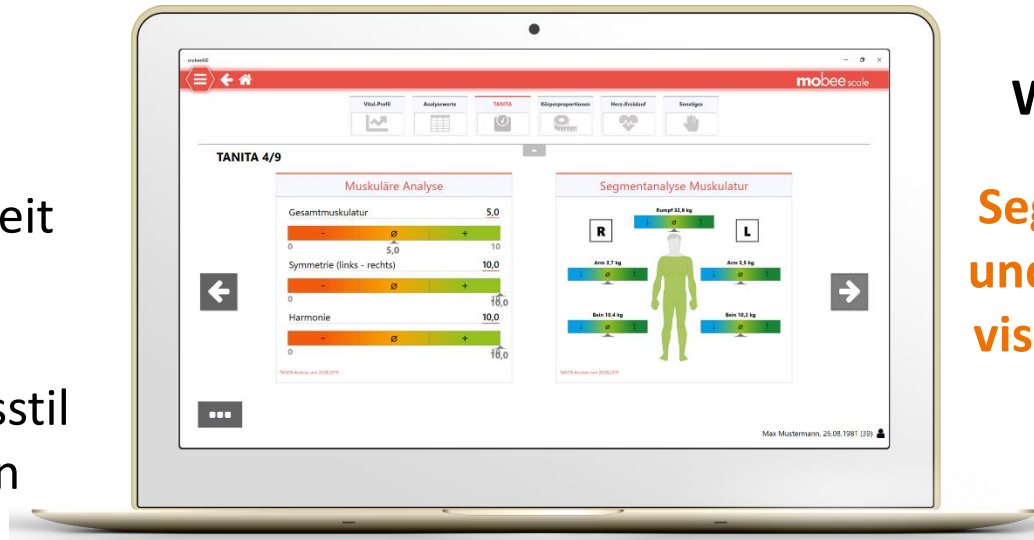 mobee360
mobee scale
Vital-Profil
Analysewerte
TANITA
Körperproportionen
Herz-Kreislauf
Sonstiges
TANITA 4/9
Muskuläre Analyse
Gesamtmuskulatur 5,0
- Ø +
0 5,0 10
Symmetrie (links - rechts) 10,0
- Ø +
0 10,0
Harmonie 10,0
- Ø +
0 10,0
Segmentanalyse Muskulatur
Rumpf 32,9 kg
↓ Ø ↑
R L
Arm 3,7 kg Arm 3,5 kg
↓ Ø ↑ ↓ Ø ↑
Bein 10,4 kg Bein 10,2 kg
↓ Ø ↑ ↓ Ø ↑
Max Mustermann, 26.08.1981 (39)
eit
sstil
n
W
Seg
und
vis